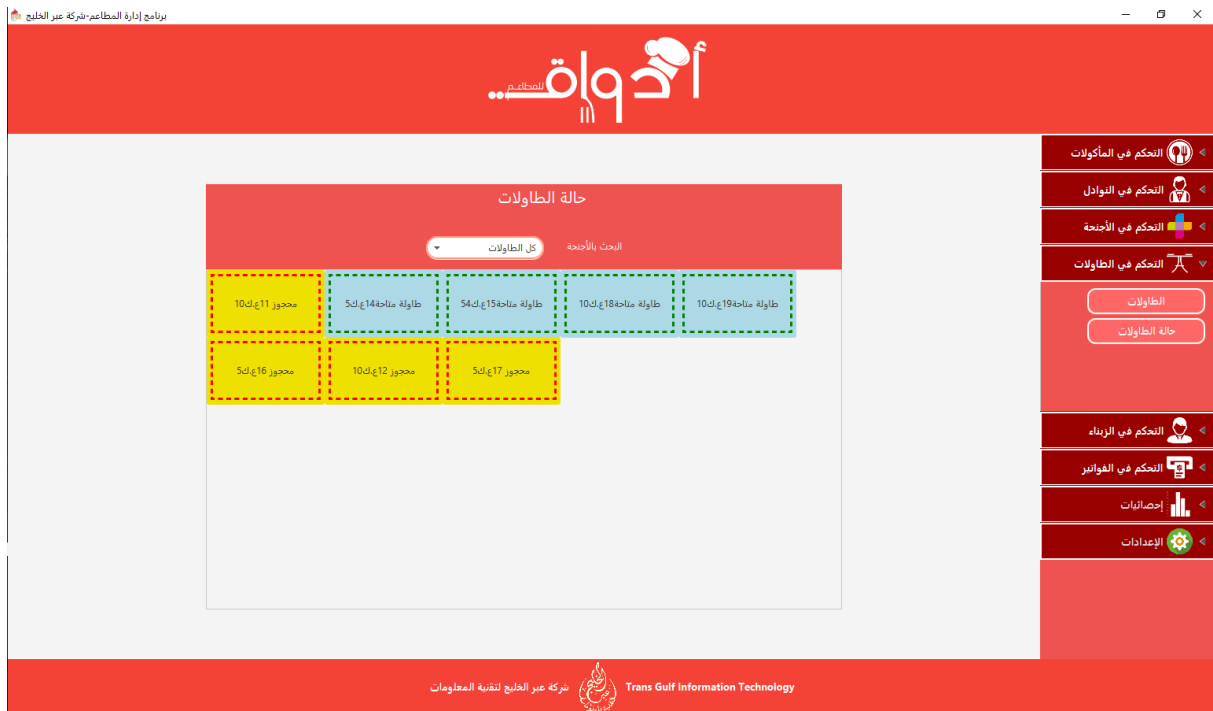 برنامج إدارة المطاعم-شركة عبر الخليج
أذواق
للمطاعم
التحكم في المأكولات
التحكم في النوادل
التحكم في الأجنحة
التحكم في الطاولات
الطاولات
حالة الطاولات
التحكم في الزبناء
التحكم في الفواتير
إحصائيات
الإعدادات
حالة الطاولات
البحث بالأجنحة
كل الطاولات
محجوز 11ع.ك10
طاولة متاحة14ع.ك5
طاولة متاحة15ع.ك54
طاولة متاحة18ع.ك10
طاولة متاحة19ع.ك10
محجوز 16ع.ك5
محجوز 12ع.ك10
محجوز 17ع.ك5
شركة عبر الخليج لتقنية المعلومات
Trans Gulf Information Technology